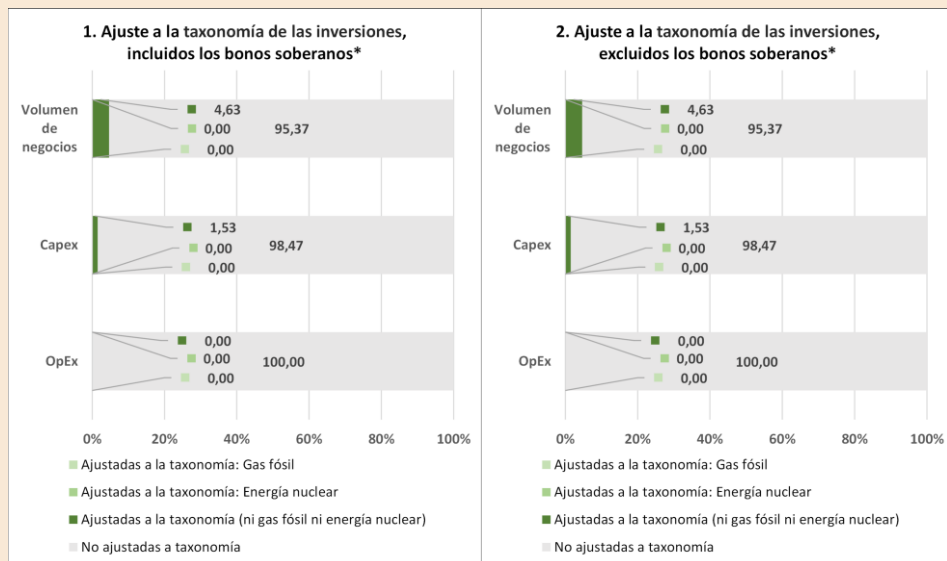 1. Ajuste a la taxonomía de las inversiones,
incluidos los bonos soberanos*
Volumen
de
negocios
4,63
0,00
0,00
95,37
Capex
1,53
0,00
0,00
98,47
OpEx
0,00
0,00
0,00
100,00
0% 20% 40% 60% 80% 100%
Ajustadas a la taxonomía: Gas fósil
Ajustadas a la taxonomía: Energía nuclear
Ajustadas a la taxonomía (ni gas fósil ni energía nuclear)
No ajustadas a taxonomía
2. Ajuste a la taxonomía de las inversiones,
excluidos los bonos soberanos*
Volumen
de
negocios
4,63
0,00
0,00
95,37
Capex
1,53
0,00
0,00
98,47
OpEx
0,00
0,00
0,00
100,00
0% 20% 40% 60% 80% 100%
Ajustadas a la taxonomía: Gas fósil
Ajustadas a la taxonomía: Energía nuclear
Ajustadas a la taxonomía (ni gas fósil ni energía nuclear)
No ajustadas a taxonomía